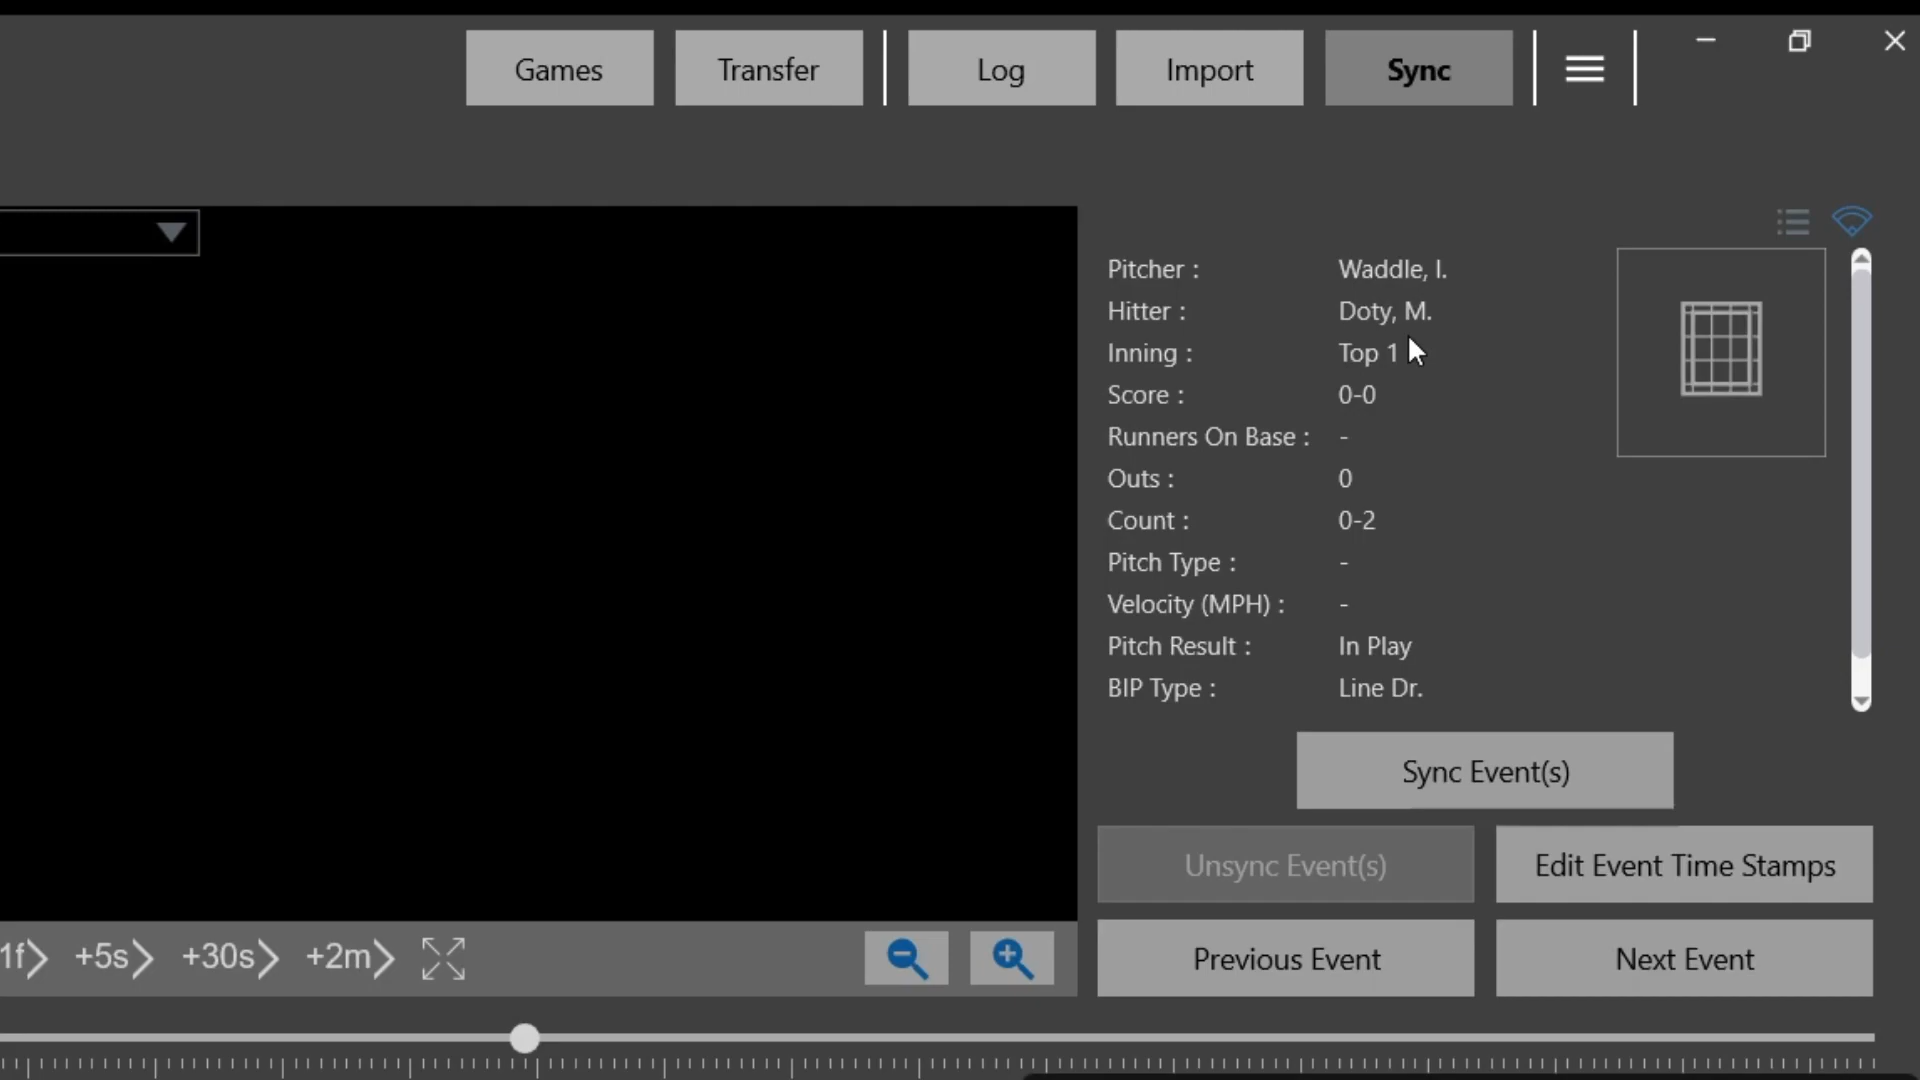 Games Transfer Log Import Sync
Pitcher : Waddle, I.
Hitter : Doty, M.
Inning : Top 1
Score : 0-0
Runners On Base : -
Outs : 0
Count : 0-2
Pitch Type : -
Velocity (MPH) : -
Pitch Result : In Play
BIP Type : Line Dr.
Sync Event(s)
Unsync Event(s) Edit Event Time Stamps
1f +5s +30s +2m Previous Event Next Event